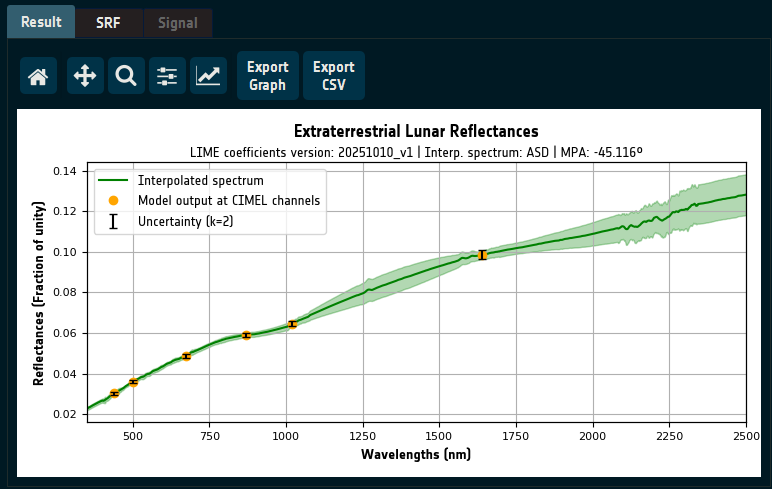 Result SRF Signal
Export Graph
Export CSV
Extraterrestrial Lunar Reflectances
LIME coefficients version: 20251010_v1 | Interp. spectrum: ASD | MPA: -45.116º
Interpolated spectrum
Model output at CIMEL channels
Uncertainty (k=2)
Reflectances (Fraction of unity)
0.14
0.12
0.10
0.08
0.06
0.04
0.02
500 750 1000 1250 1500 1750 2000 2250 2500
Wavelengths (nm)